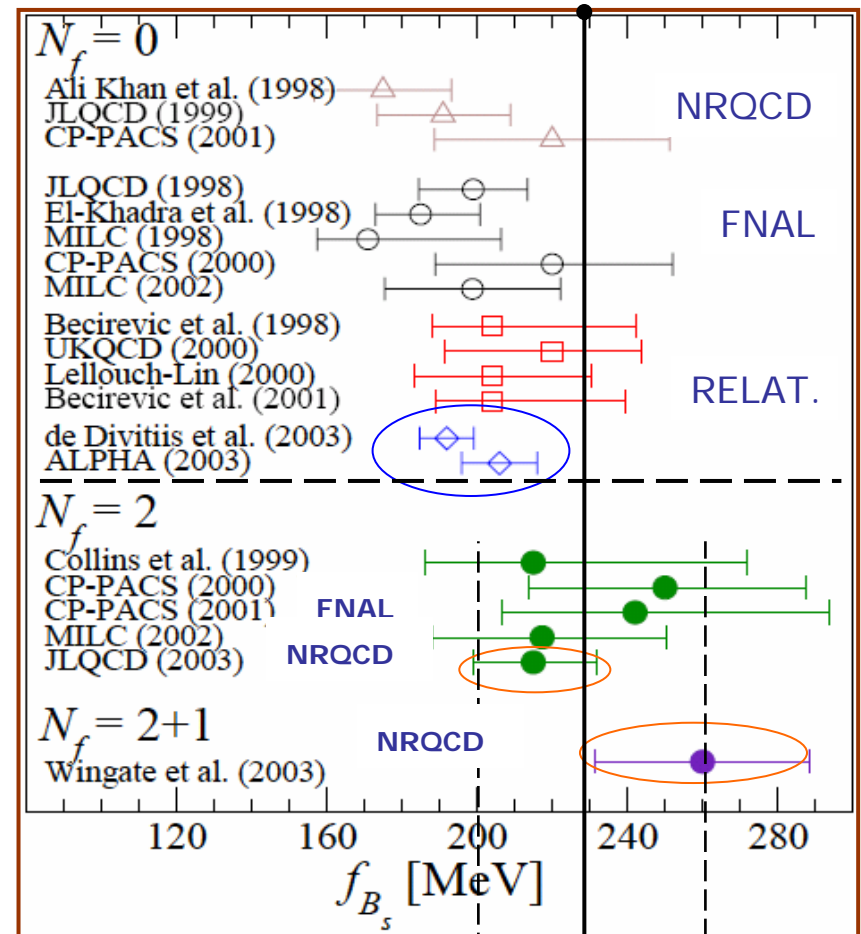 N_f = 0
Ali Khan et al. (1998)
JLQCD (1999)
CP-PACS (2001)
NRQCD
JLQCD (1998)
El-Khadra et al. (1998)
MILC (1998)
CP-PACS (2000)
MILC (2002)
FNAL
Becirevic et al. (1998)
UKQCD (2000)
Lellouch-Lin (2000)
Becirevic et al. (2001)
RELAT.
de Divitiis et al. (2003)
ALPHA (2003)
N_f = 2
Collins et al. (1999)
CP-PACS (2000)
CP-PACS (2001) FNAL
MILC (2002)
JLQCD (2003) NRQCD
N_f = 2+1
NRQCD
Wingate et al. (2003)
120 160 200 240 280
f_{B_s} [MeV]